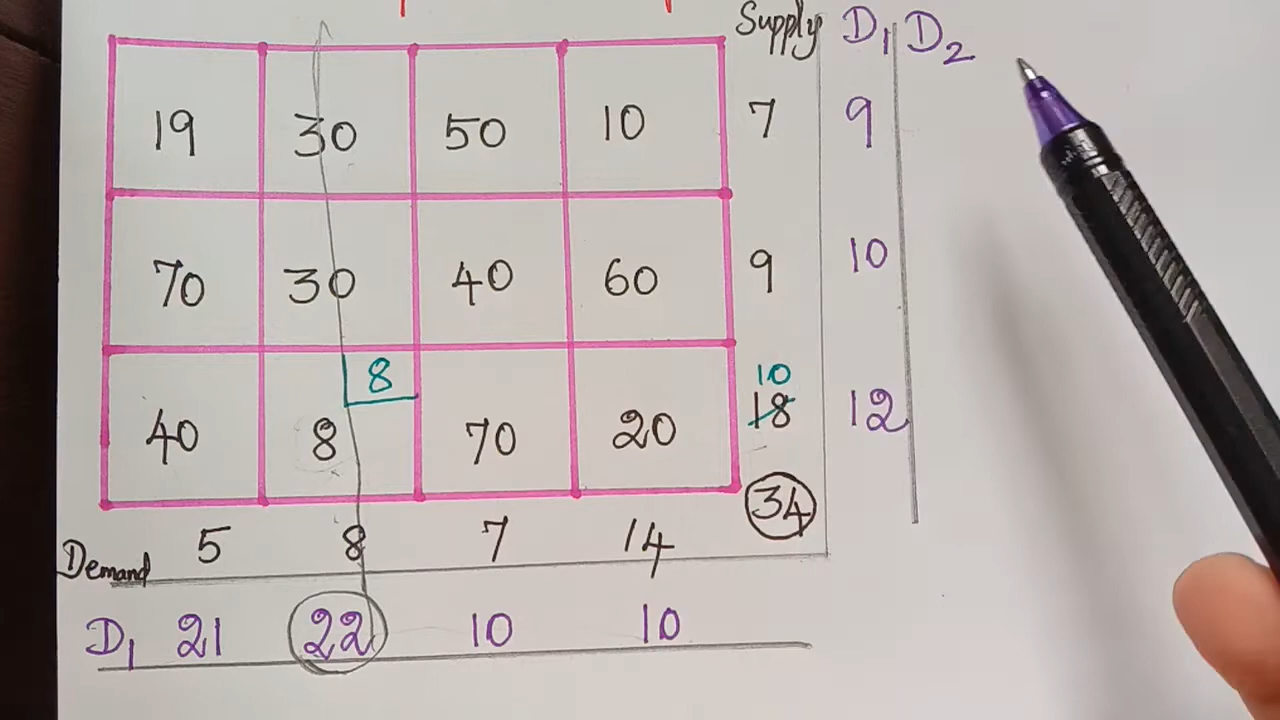 Supply D1 D2
19 30 50 10 7 9
70 30 40 60 9 10
8 10
40 8 70 20 18 12
34
Demand 5 8 7 14
D1 21 22 10 10